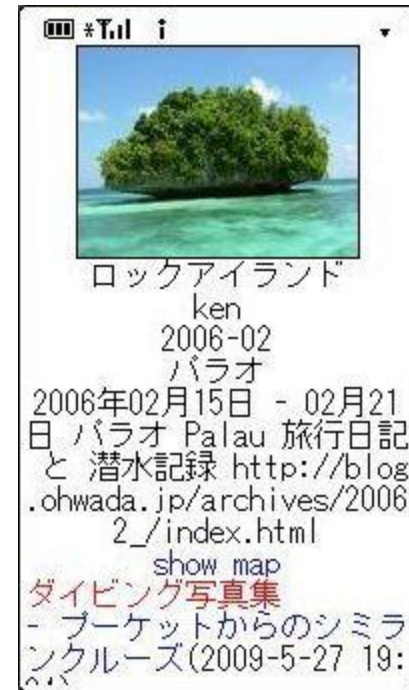 ロックアイランド
ken
2006-02
パラオ
2006年02月15日 - 02月21
日 パラオ Palau 旅行日記
と 潜水記録 http://blog
.ohwada.jp/archives/2006
2_/index.html
show map
ダイビング写真集
- プーケットからのシミラ
ンクルーズ(2009-5-27 19: